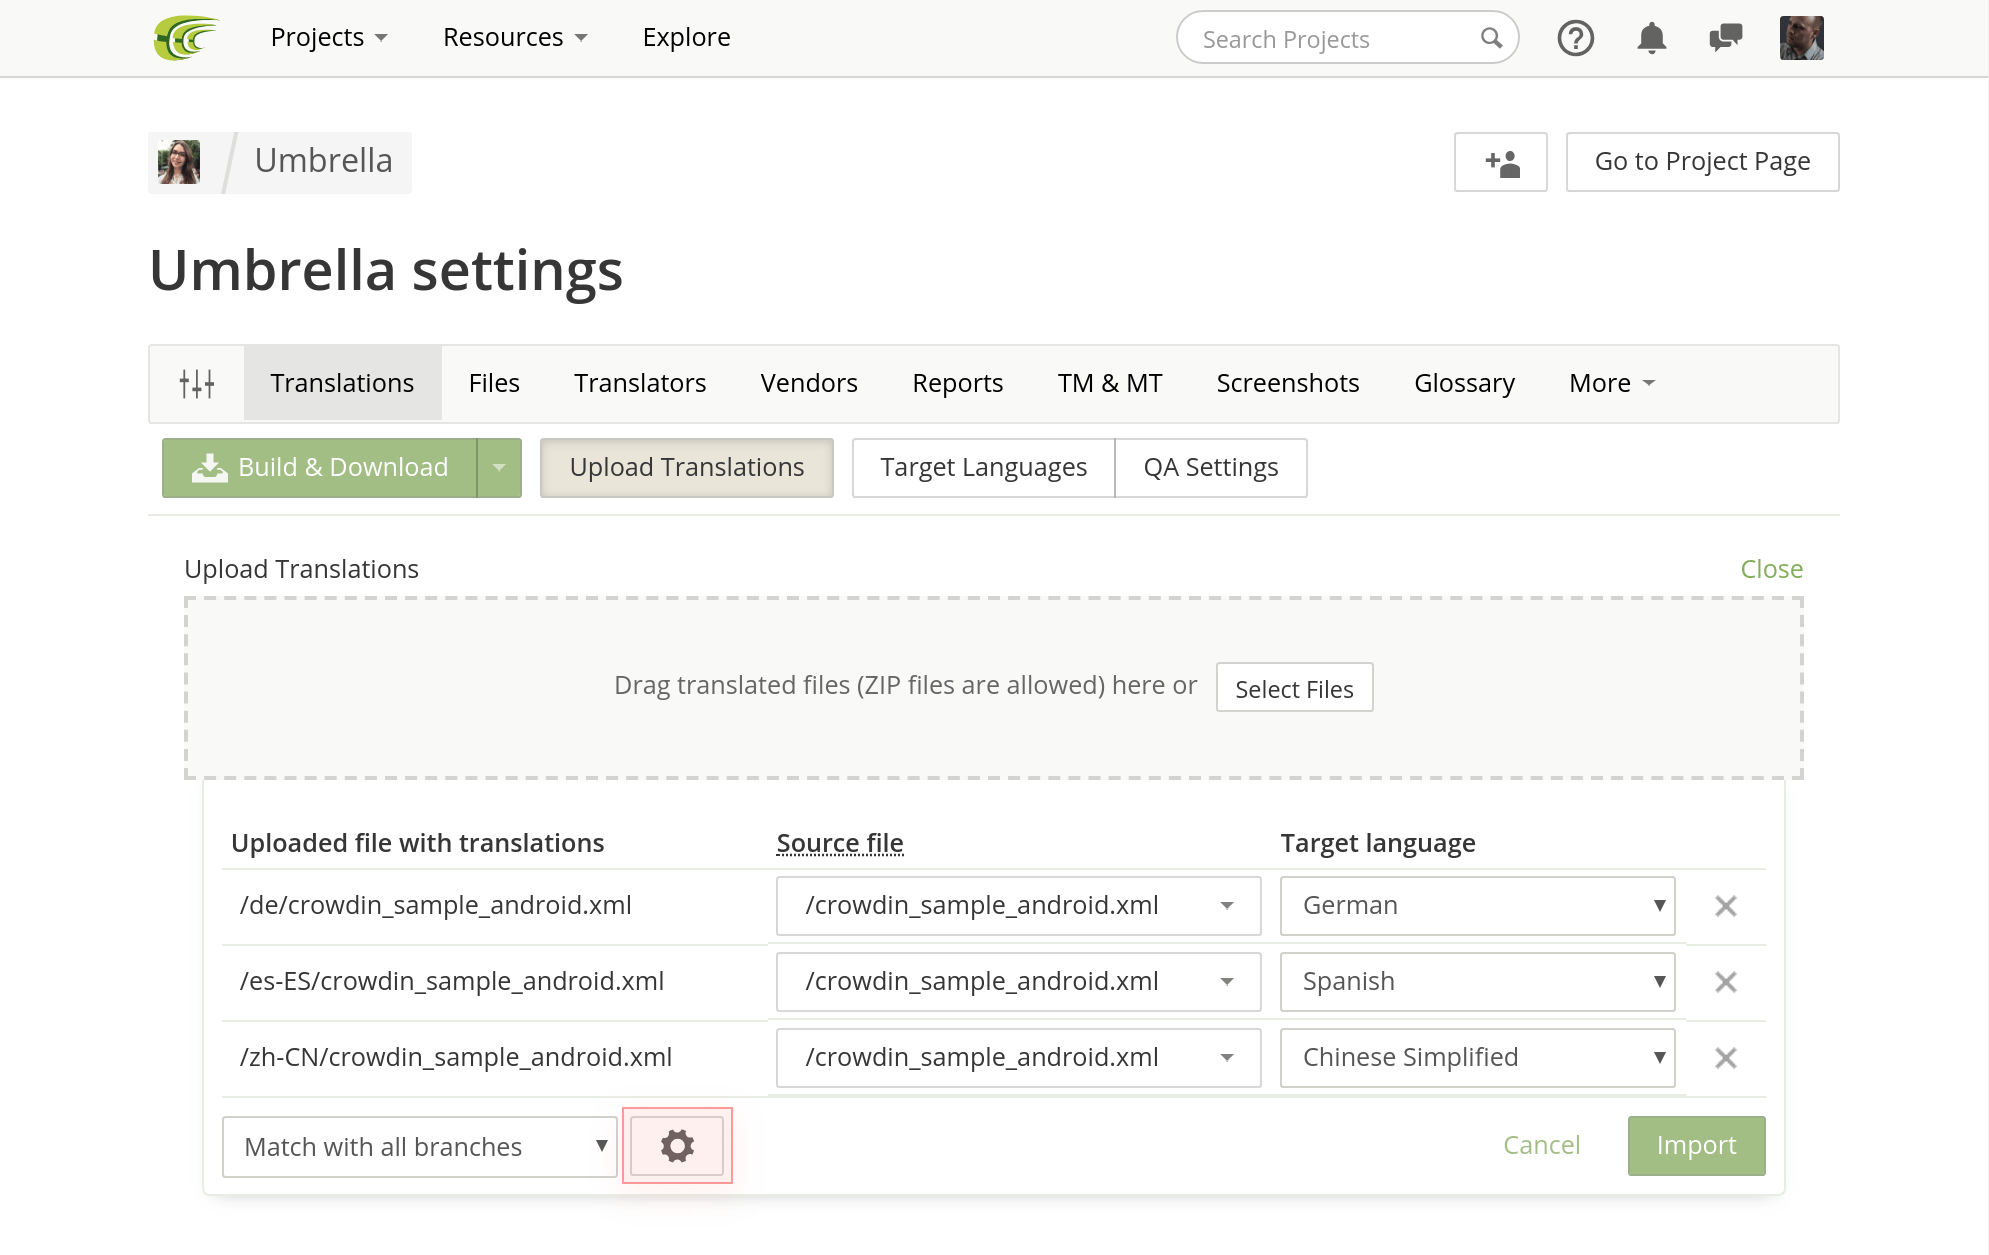 Projects Resources Explore Search Projects
Umbrella Go to Project Page
Umbrella settings
Translations Files Translators Vendors Reports TM & MT Screenshots Glossary More
Build & Download Upload Translations Target Languages QA Settings
Upload Translations Close
Drag translated files (ZIP files are allowed) here or Select Files
Uploaded file with translations Source file Target language
/de/crowdin_sample_android.xml /crowdin_sample_android.xml German
/es-ES/crowdin_sample_android.xml /crowdin_sample_android.xml Spanish
/zh-CN/crowdin_sample_android.xml /crowdin_sample_android.xml Chinese Simplified
Match with all branches Cancel Import